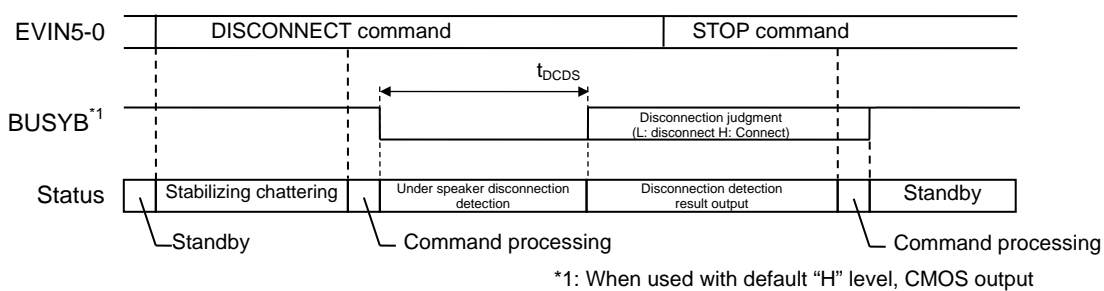 EVIN5-0
DISCONNECT command
STOP command
tDCDS
BUSYB*1
Disconnection judgment
(L: disconnect H: Connect)
Status
Stabilizing chattering
Under speaker disconnection
detection
Disconnection detection
result output
Standby
Standby
Command processing
Command processing
*1: When used with default “H” level, CMOS output